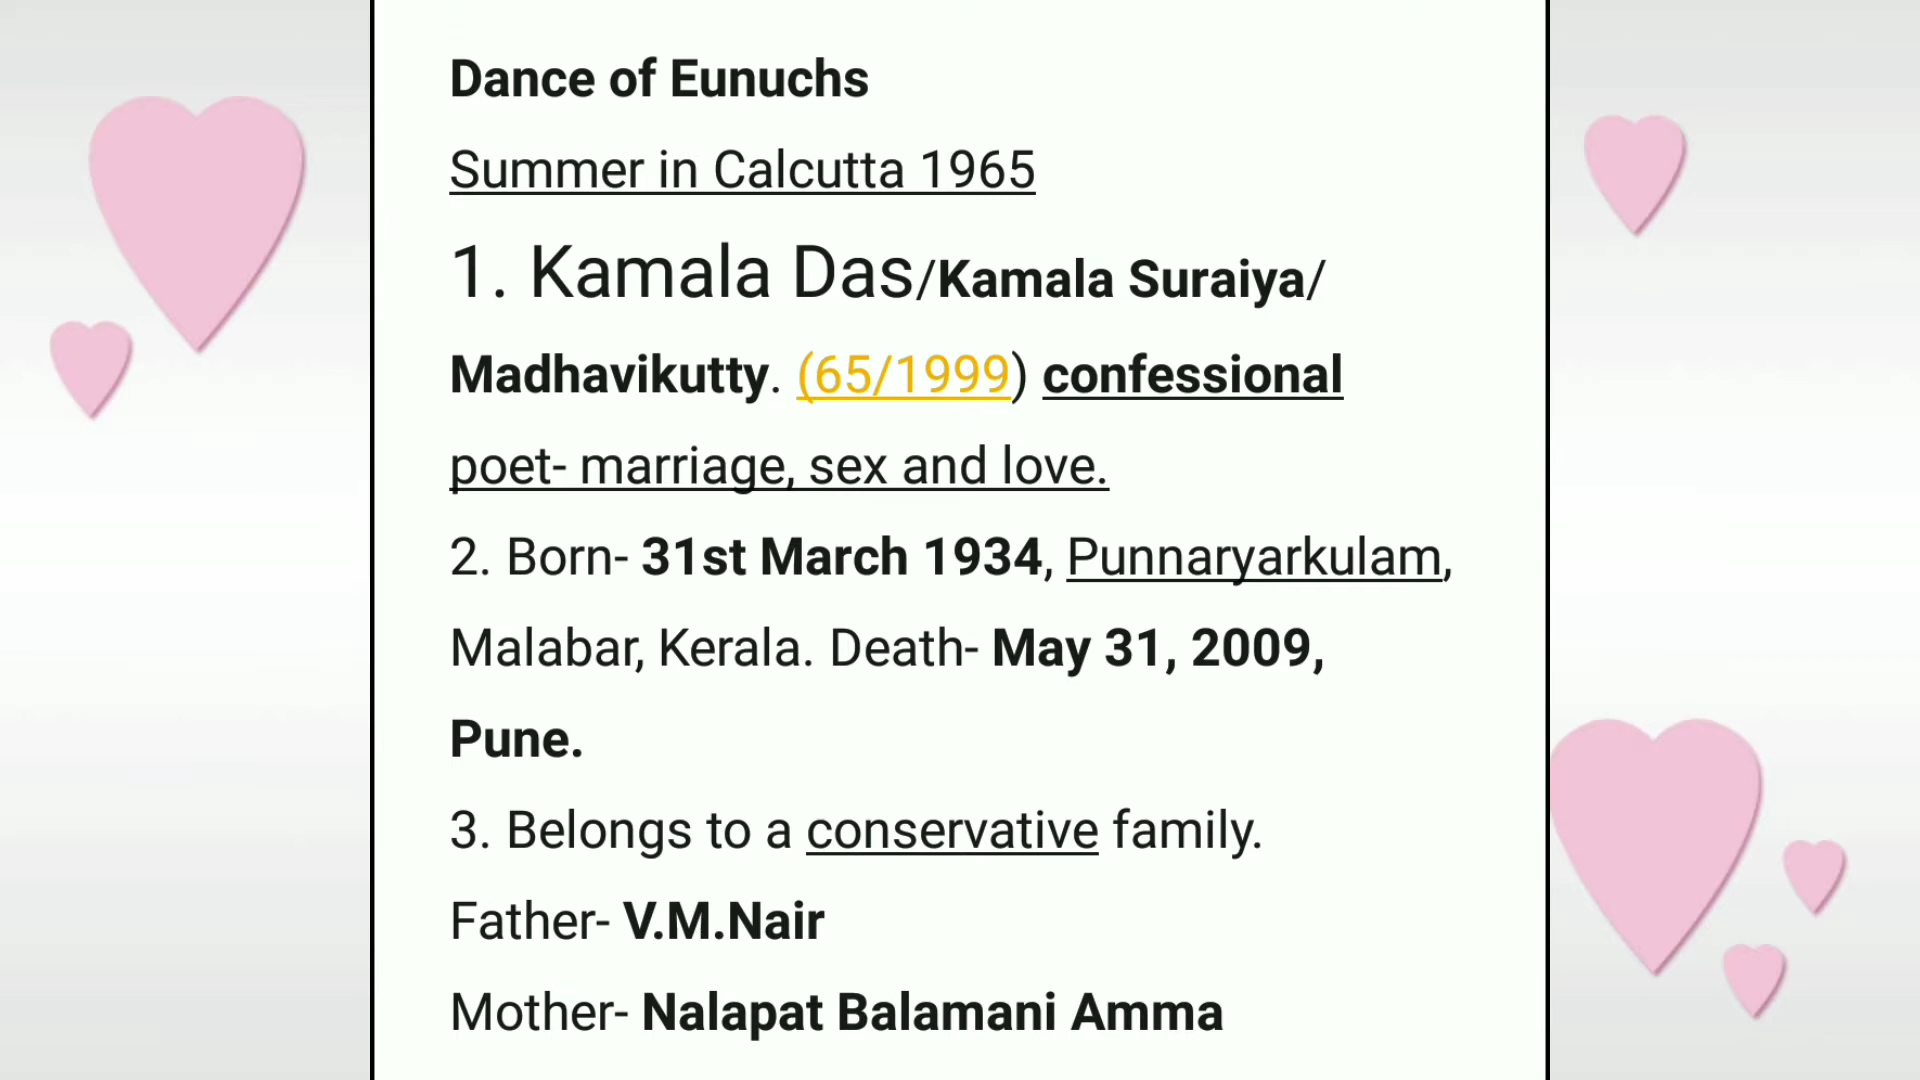 Dance of Eunuchs
Summer in Calcutta 1965
1. Kamala Das/Kamala Suraiya/
Madhavikutty. (65/1999) confessional
poet- marriage, sex and love.
2. Born- 31st March 1934, Punnaryarkulam,
Malabar, Kerala. Death- May 31, 2009,
Pune.
3. Belongs to a conservative family.
Father- V.M.Nair
Mother- Nalapat Balamani Amma